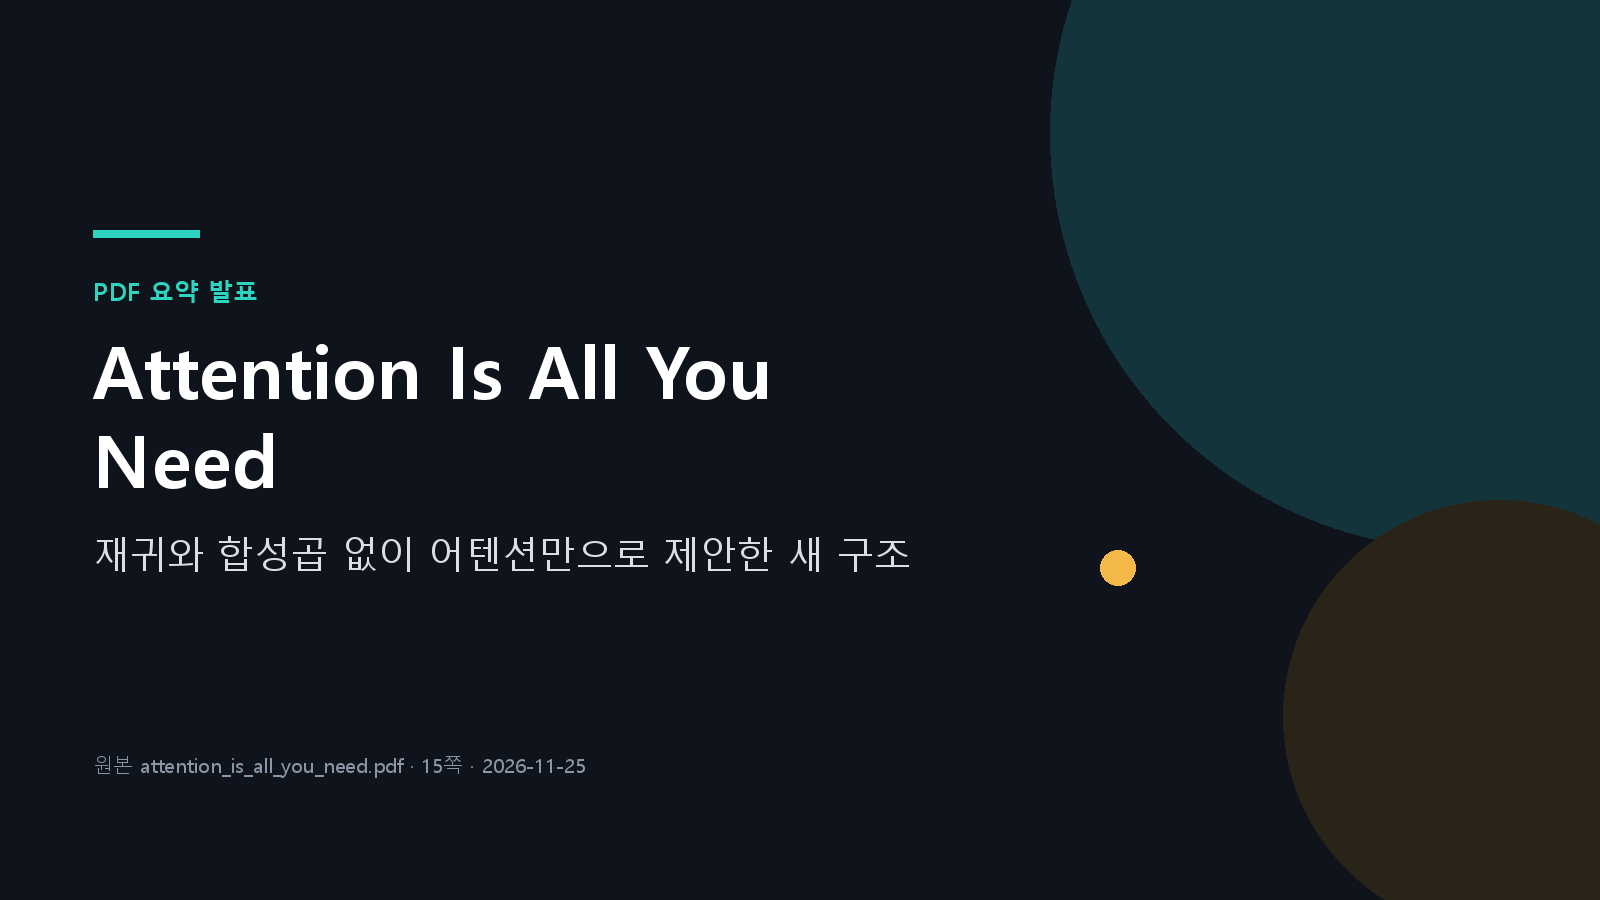 PDF 요약 발표
Attention Is All You
Need
재귀와 합성곱 없이 어텐션만으로 제안한 새 구조
원본 attention_is_all_you_need.pdf · 15쪽 · 2026-11-25